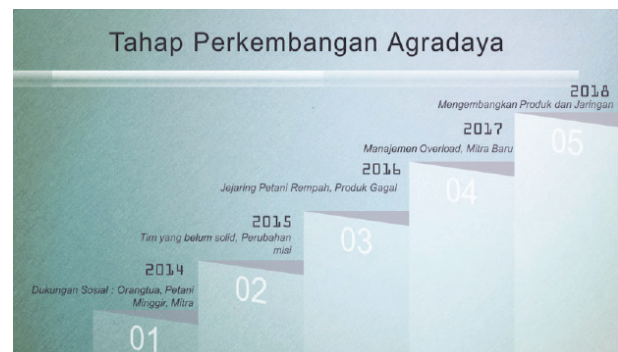 Tahap Perkembangan Agradaya
2018
Mengembangkan Produk dan Jaringan
05
2017
Manajemen Overload, Mitra Baru
04
2016
Jejaring Petani Rempah, Produk Gagal
03
2015
Tim yang belum solid, Perubahan
misi
02
2014
Dukungan Sosial : Orangtua, Petani
Minggir, Mitra
01